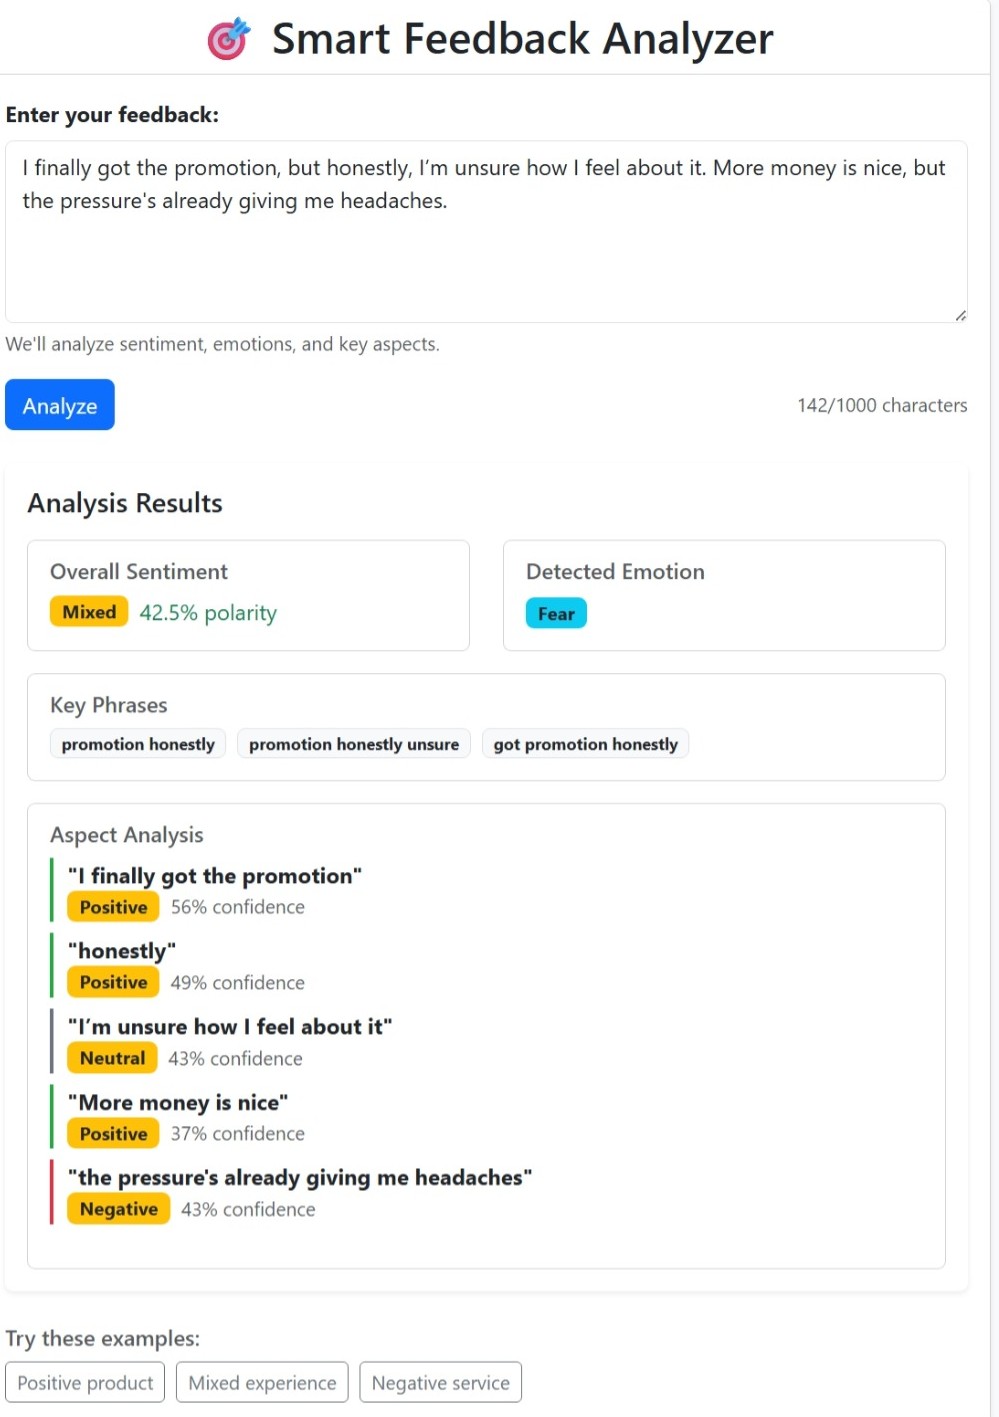 Smart Feedback Analyzer
Enter your feedback:
I finally got the promotion, but honestly, I’m unsure how I feel about it. More money is nice, but
the pressure's already giving me headaches.
We'll analyze sentiment, emotions, and key aspects.
Analyze
142/1000 characters
Analysis Results
Overall Sentiment
Mixed 42.5% polarity
Detected Emotion
Fear
Key Phrases
promotion honestly promotion honestly unsure got promotion honestly
Aspect Analysis
"I finally got the promotion"
Positive 56% confidence
"honestly"
Positive 49% confidence
"I’m unsure how I feel about it"
Neutral 43% confidence
"More money is nice"
Positive 37% confidence
"the pressure's already giving me headaches"
Negative 43% confidence
Try these examples:
Positive product Mixed experience Negative service